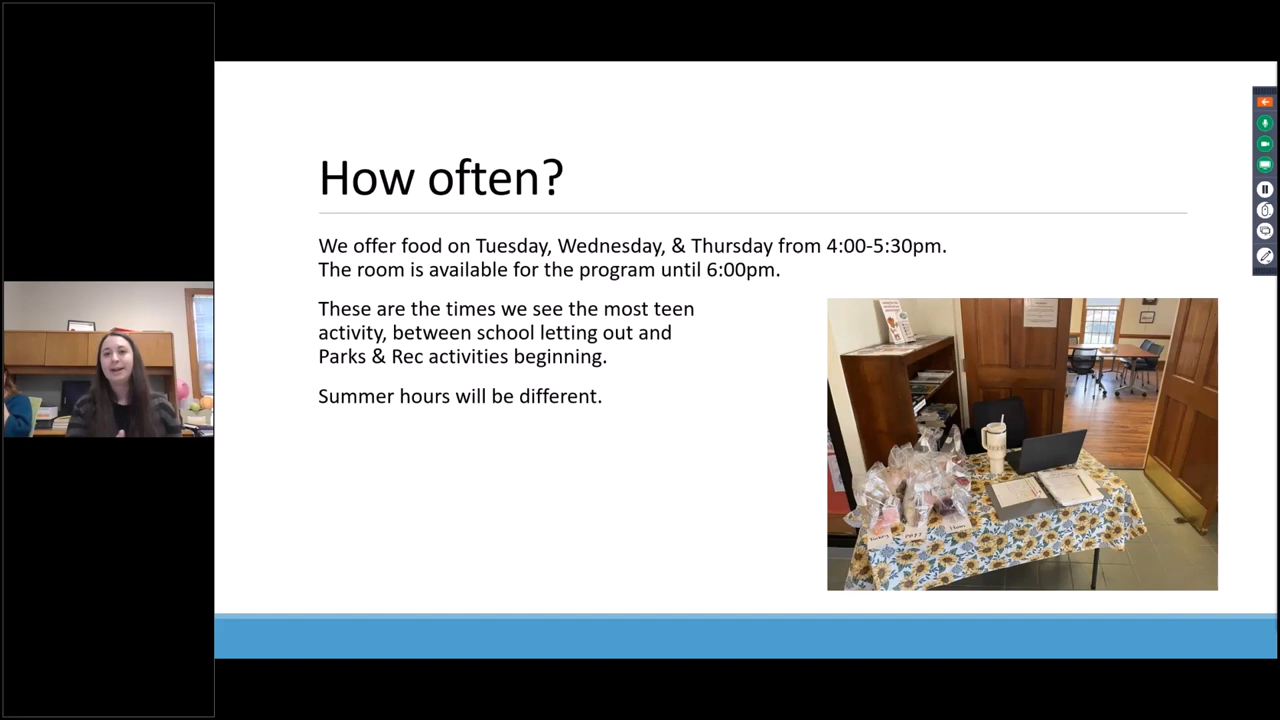 How often?
We offer food on Tuesday, Wednesday, & Thursday from 4:00-5:30pm.
The room is available for the program until 6:00pm.
These are the times we see the most teen
activity, between school letting out and
Parks & Rec activities beginning.
Summer hours will be different.
Turkey
Ham